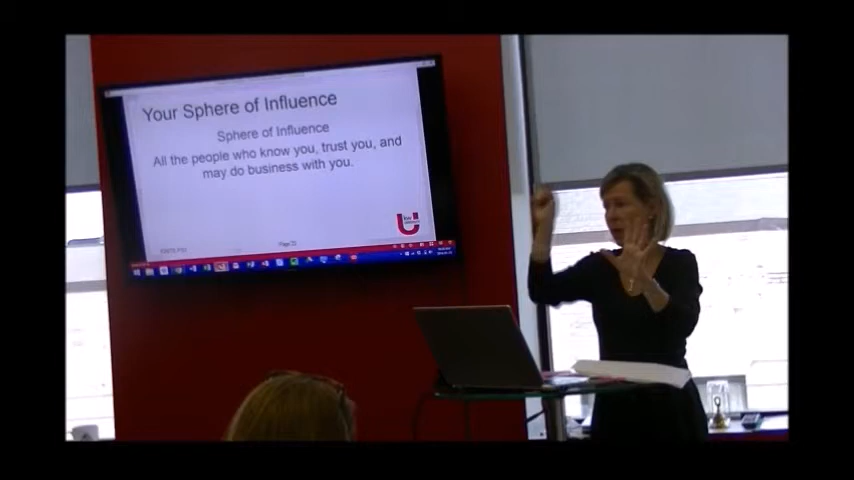 Your Sphere of Influence
Sphere of Influence
All the people who know you, trust you, and
may do business with you.
kw